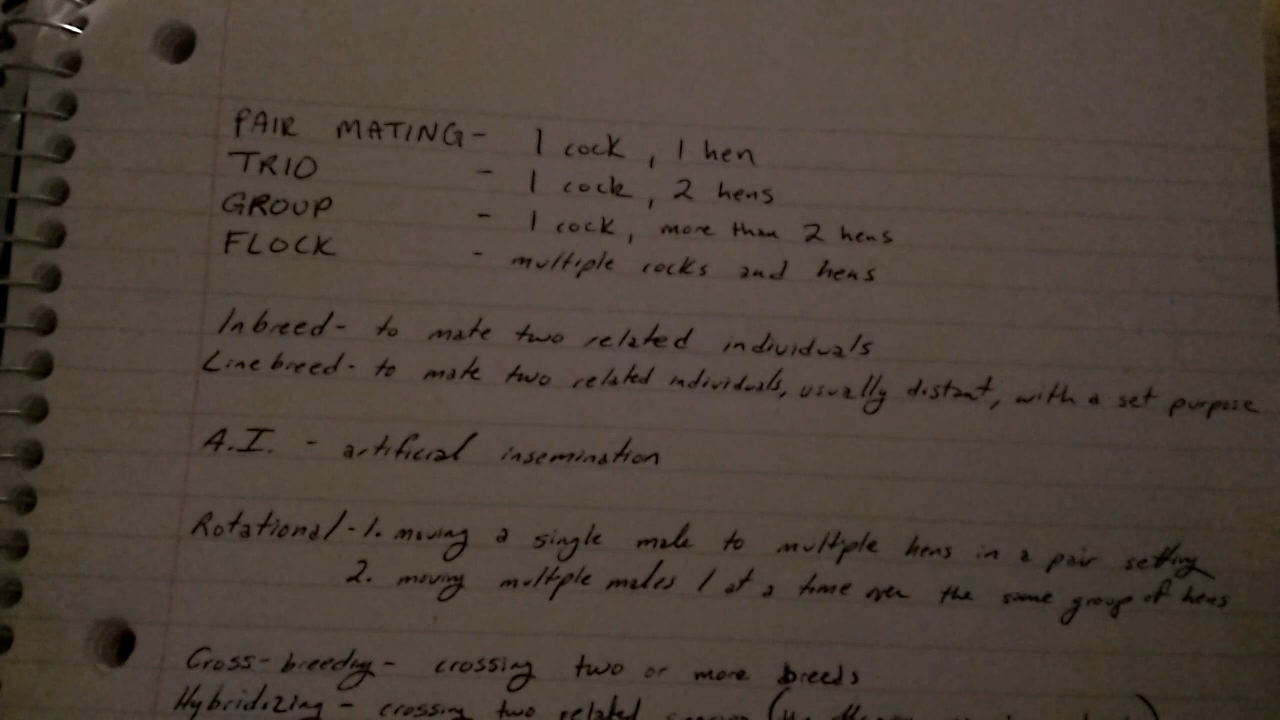 PAIR MATING - 1 cock, 1 hen
TRIO - 1 cock, 2 hens
GROUP - 1 cock, more than 2 hens
FLOCK - multiple cocks and hens
Inbreed - to mate two related individuals
Linebreed - to mate two related individuals, usually distant, with a set purpose
A.I. - artificial insemination
Rotational - 1. moving a single male to multiple hens in a pair setting
2. moving multiple males 1 at a time over the same group of hens
Cross-breeding - crossing two or more breeds
Hybridizing - crossing two related